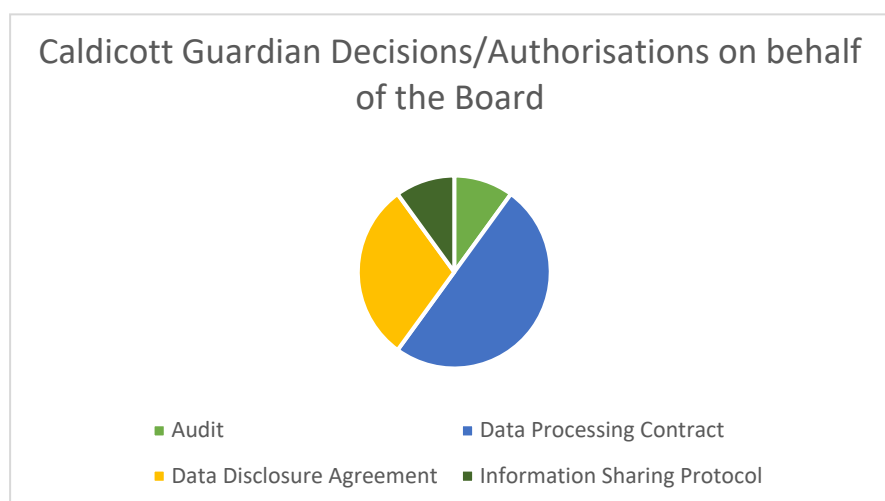 Caldicott Guardian Decisions/Authorisations on behalf
of the Board
Audit
Data Processing Contract
Data Disclosure Agreement
Information Sharing Protocol